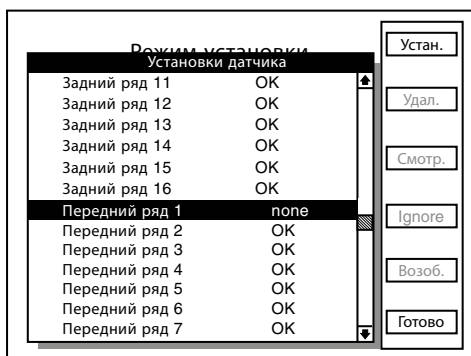 Режим установки
Установки датчика
Задний ряд 11 OK
Задний ряд 12 OK
Задний ряд 13 OK
Задний ряд 14 OK
Задний ряд 15 OK
Задний ряд 16 OK
Передний ряд 1 none
Передний ряд 2 OK
Передний ряд 3 OK
Передний ряд 4 OK
Передний ряд 5 OK
Передний ряд 6 OK
Передний ряд 7 OK
Устан.
Удал.
Смотр.
Ignore
Возоб.
Готово